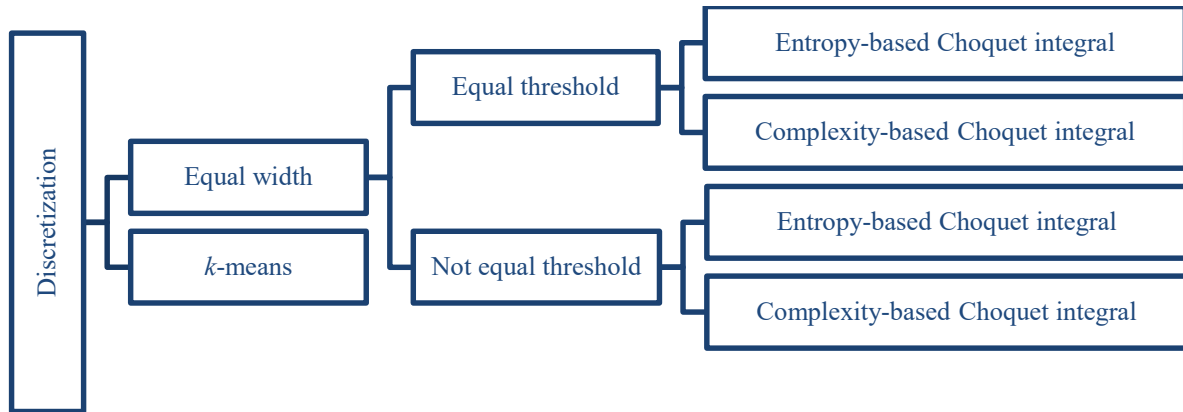 Discretization
Equal width
k-means
Equal threshold
Not equal threshold
Entropy-based Choquet integral
Complexity-based Choquet integral
Entropy-based Choquet integral
Complexity-based Choquet integral